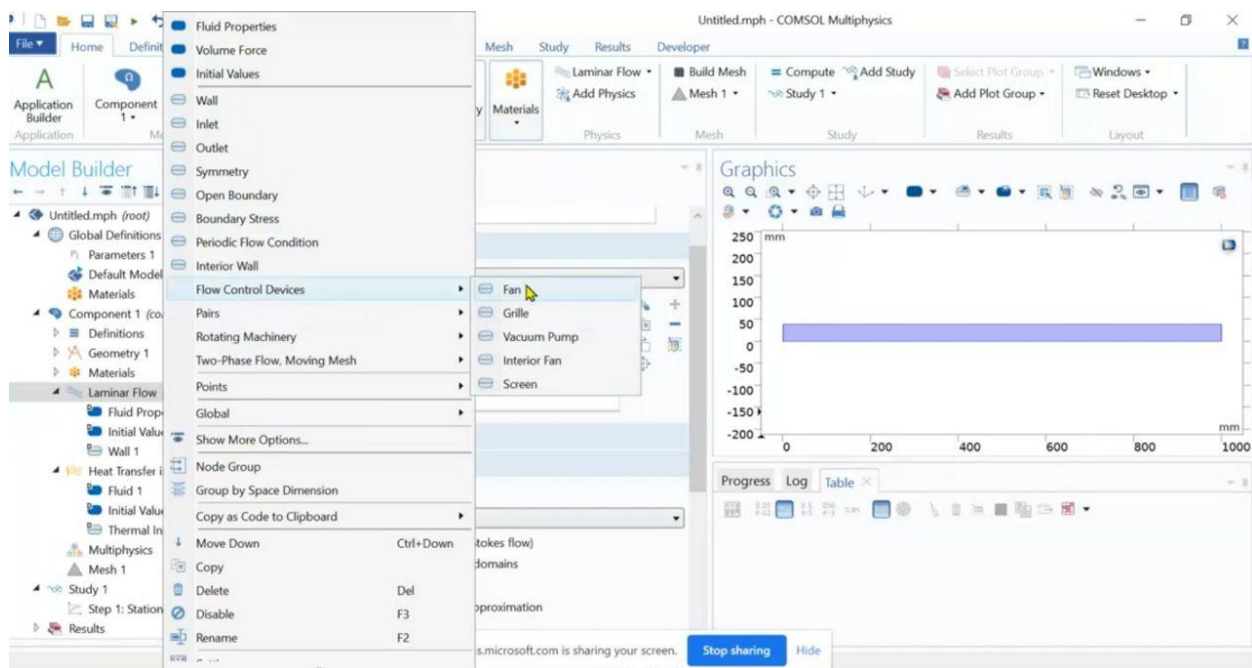 Untitled.mph - COMSOL Multiphysics
File
Home
Mesh
Study
Results
Developer
Application Builder
Application
Component 1
Materials
Laminar Flow
Add Physics
Physics
Build Mesh
Mesh 1
Mesh
Compute
Add Study
Study 1
Study
Select Plot Group
Add Plot Group
Results
Windows
Reset Desktop
Layout
Model Builder
Untitled.mph (root)
Global Definitions
Parameters 1
Default Model
Materials
Component 1
Definitions
Geometry 1
Materials
Laminar Flow
Fluid
Initial
Wall 1
Heat Transfer
Fluid 1
Initial
Thermal
Multiphysics
Mesh 1
Study 1
Step 1:
Results
Fluid Properties
Volume Force
Initial Values
Wall
Inlet
Outlet
Symmetry
Open Boundary
Boundary Stress
Periodic Flow Condition
Interior Wall
Flow Control Devices
Pairs
Rotating Machinery
Two-Phase Flow, Moving Mesh
Points
Global
Show More Options...
Node Group
Group by Space Dimension
Copy as Code to Clipboard
Move Down Ctrl+Down
Copy
Delete Del
Disable F3
Rename F2
Fan
Grille
Vacuum Pump
Interior Fan
Screen
flow)
domains
approximation
s.microsoft.com is sharing your screen.
Stop sharing
Hide
Graphics
250 mm
200
150
100
50
0
-50
-100
-150
-200
mm
0 200 400 600 800 1000
Progress Log Table